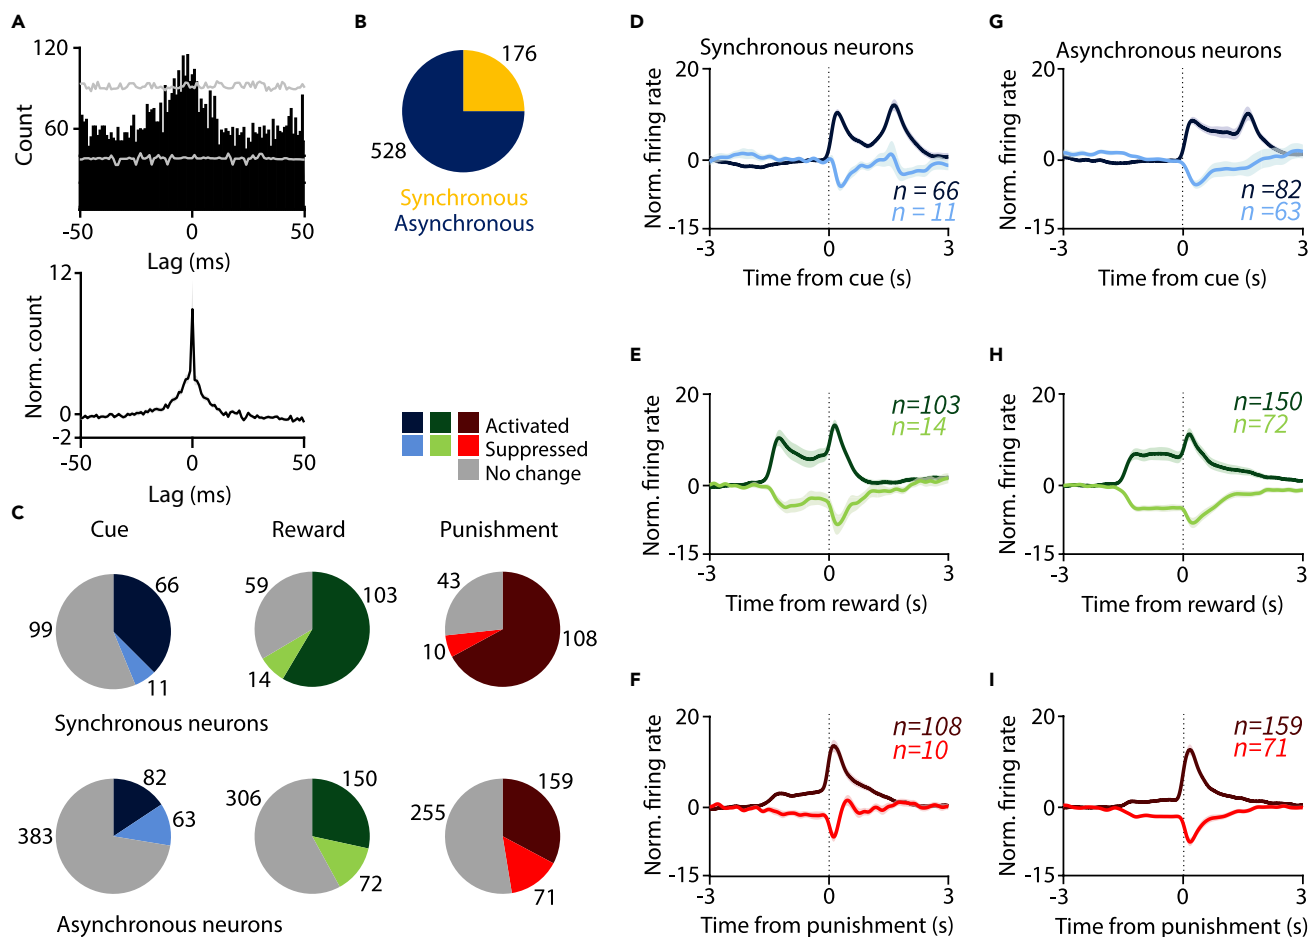 A
120
60
Count
-50
0
50
Lag (ms)
12
0
-2
Norm. count
-50
0
50
Lag (ms)
B
176
528
Synchronous
Asynchronous
Activated
Suppressed
No change
C
Cue
Reward
Punishment
66
99
11
59
103
14
43
108
10
Synchronous neurons
82
63
383
150
306
72
159
255
71
Asynchronous neurons
D
Synchronous neurons
20
0
-15
Norm. firing rate
n = 66
n = 11
-3
0
3
Time from cue (s)
E
20
0
-15
Norm. firing rate
n=103
n=14
-3
0
3
Time from reward (s)
F
20
0
-15
Norm. firing rate
n=108
n=10
-3
0
3
Time from punishment (s)
G
Asynchronous neurons
20
0
-15
Norm. firing rate
n =82
n =63
-3
0
3
Time from cue (s)
H
20
0
-15
Norm. firing rate
n=150
n=72
-3
0
3
Time from reward (s)
I
20
0
-15
Norm. firing rate
n=159
n=71
-3
0
3
Time from punishment (s)